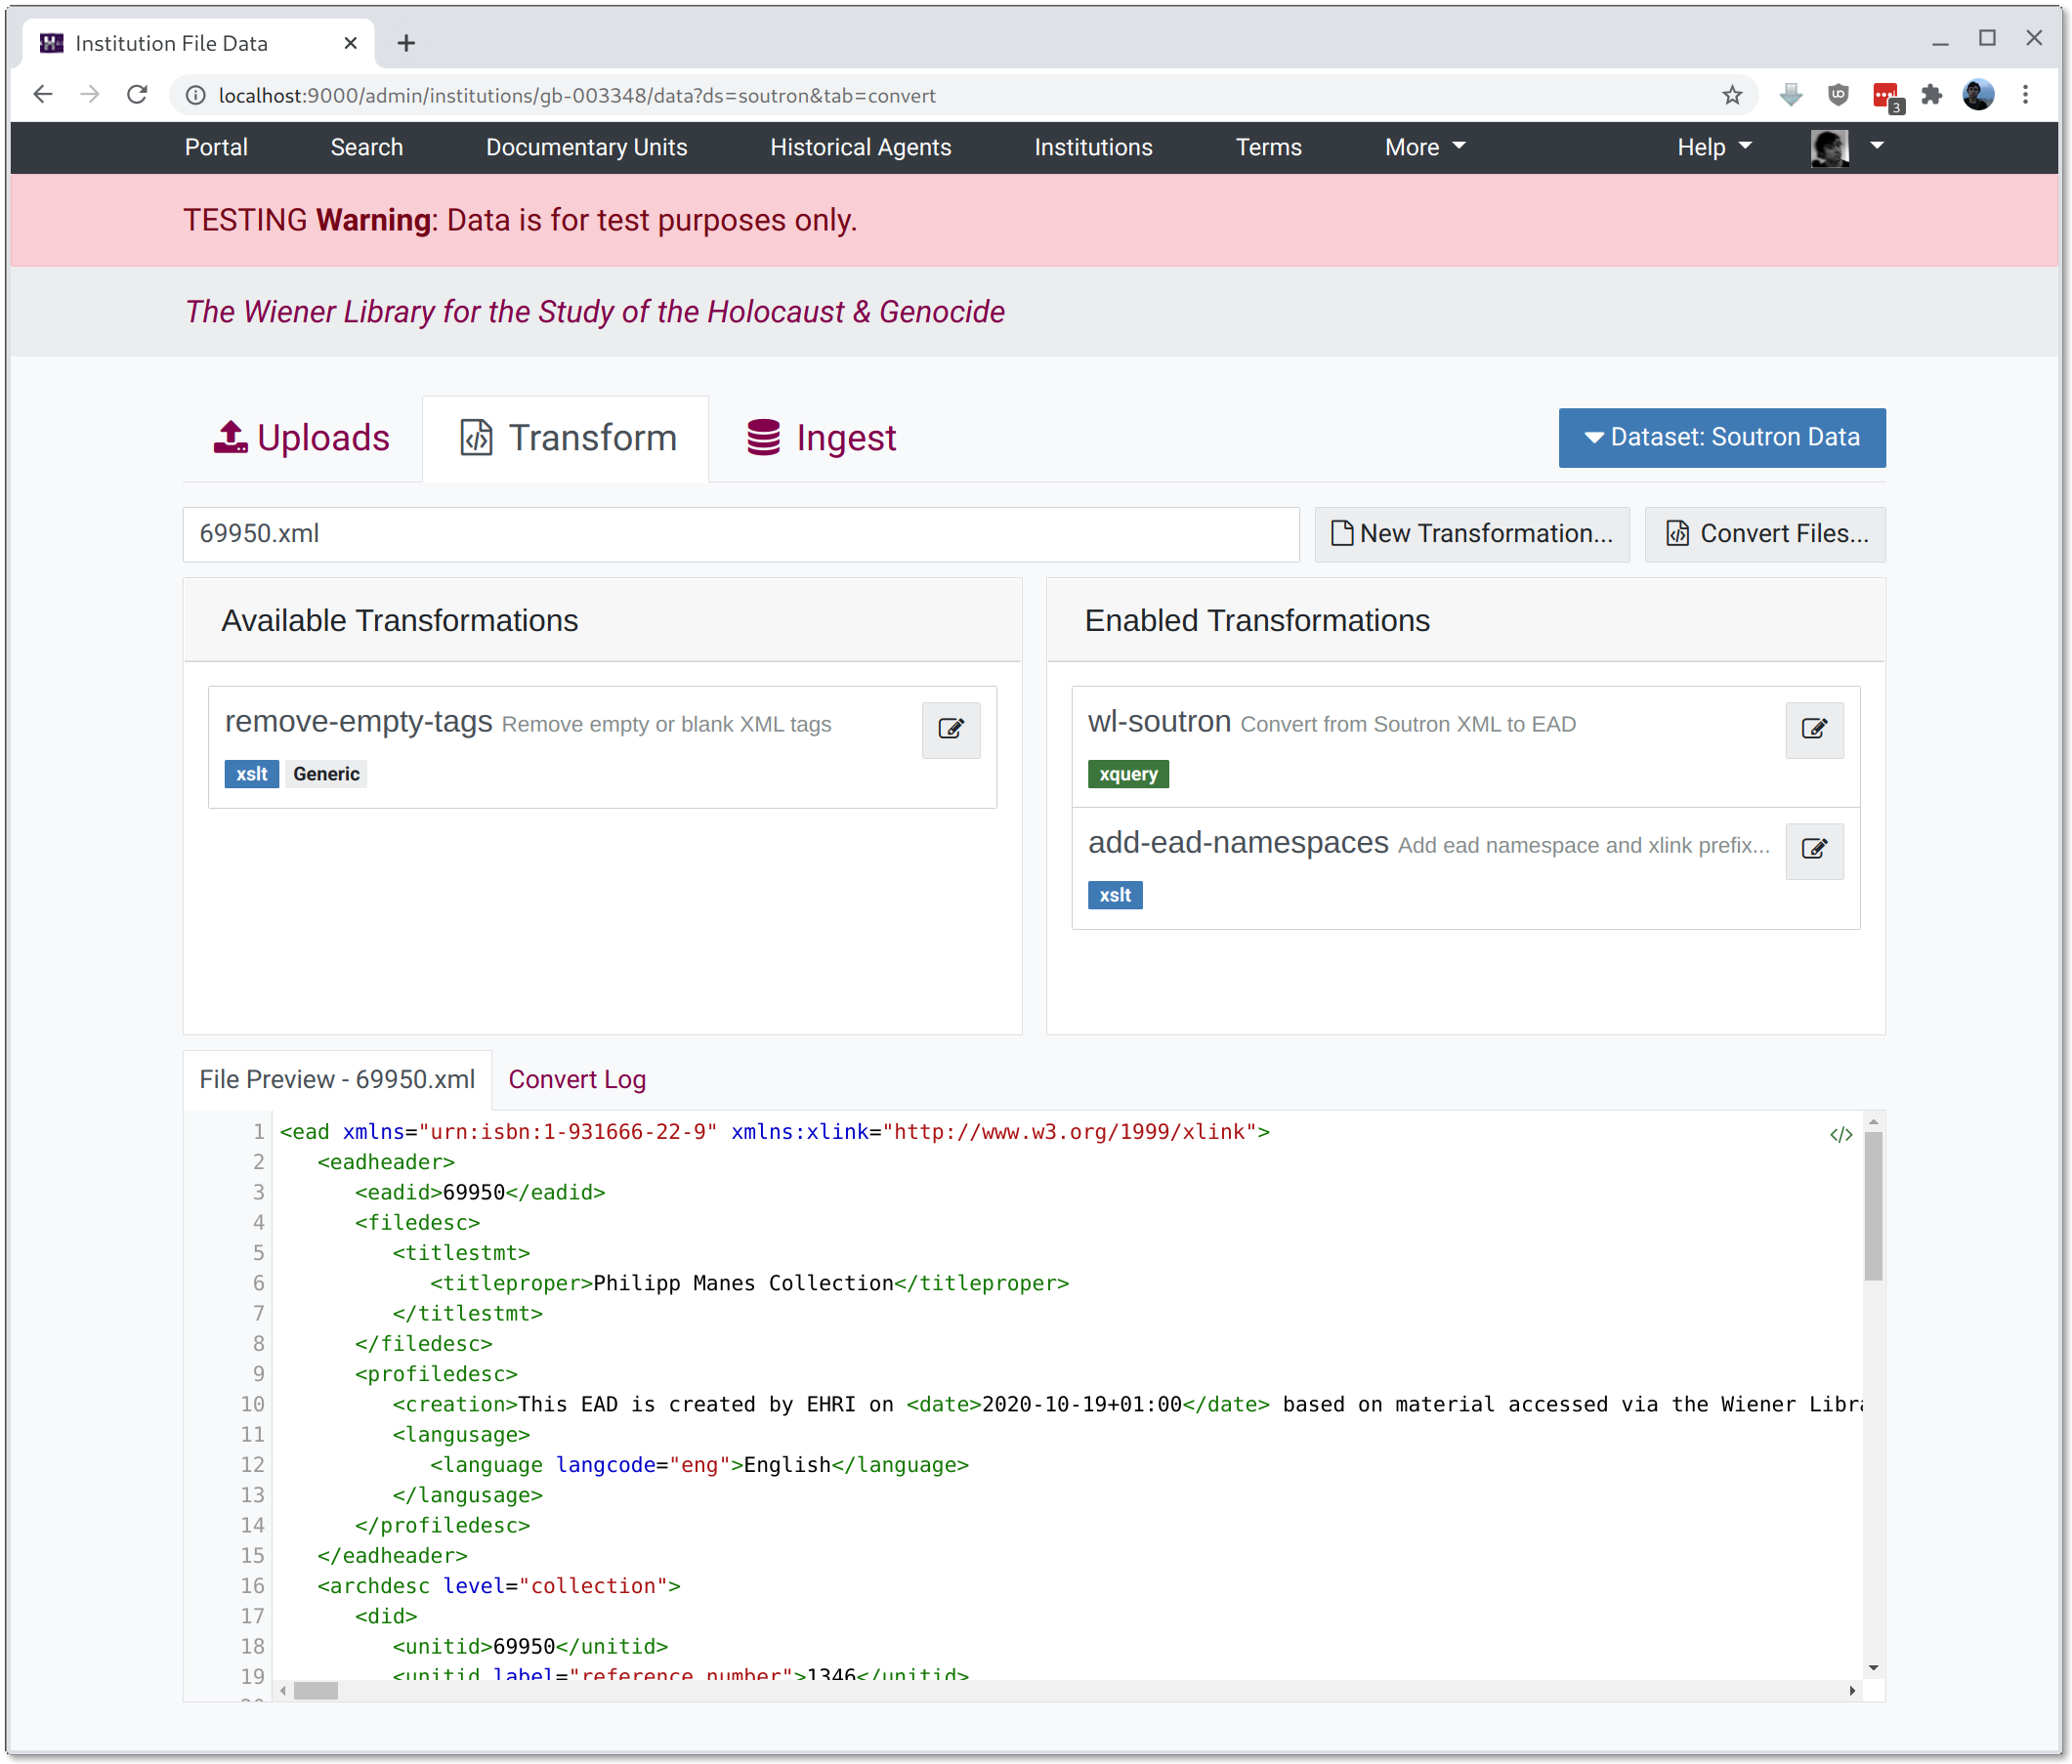 Institution File Data
localhost:9000/admin/institutions/gb-003348/data?ds=soutron&tab=convert
3
Portal Search Documentary Units Historical Agents Institutions Terms More Help
TESTING Warning: Data is for test purposes only.
The Wiener Library for the Study of the Holocaust & Genocide
Uploads Transform Ingest Dataset: Soutron Data
69950.xml New Transformation... Convert Files...
Available Transformations
remove-empty-tags Remove empty or blank XML tags
xslt Generic
Enabled Transformations
wl-soutron Convert from Soutron XML to EAD
xquery
add-ead-namespaces Add ead namespace and xlink prefix...
xslt
File Preview - 69950.xml Convert Log
1 <ead xmlns="urn:isbn:1-931666-22-9" xmlns:xlink="http://www.w3.org/1999/xlink">
2 <eadheader>
3 <eadid>69950</eadid>
4 <filedesc>
5 <titlestmt>
6 <titleproper>Philipp Manes Collection</titleproper>
7 </titlestmt>
8 </filedesc>
9 <profiledesc>
10 <creation>This EAD is created by EHRI on <date>2020-10-19+01:00</date> based on material accessed via the Wiener Libra
11 <langusage>
12 <language langcode="eng">English</language>
13 </langusage>
14 </profiledesc>
15 </eadheader>
16 <archdesc level="collection">
17 <did>
18 <unitid>69950</unitid>
19 <unitid label="reference number">1346</unitid>